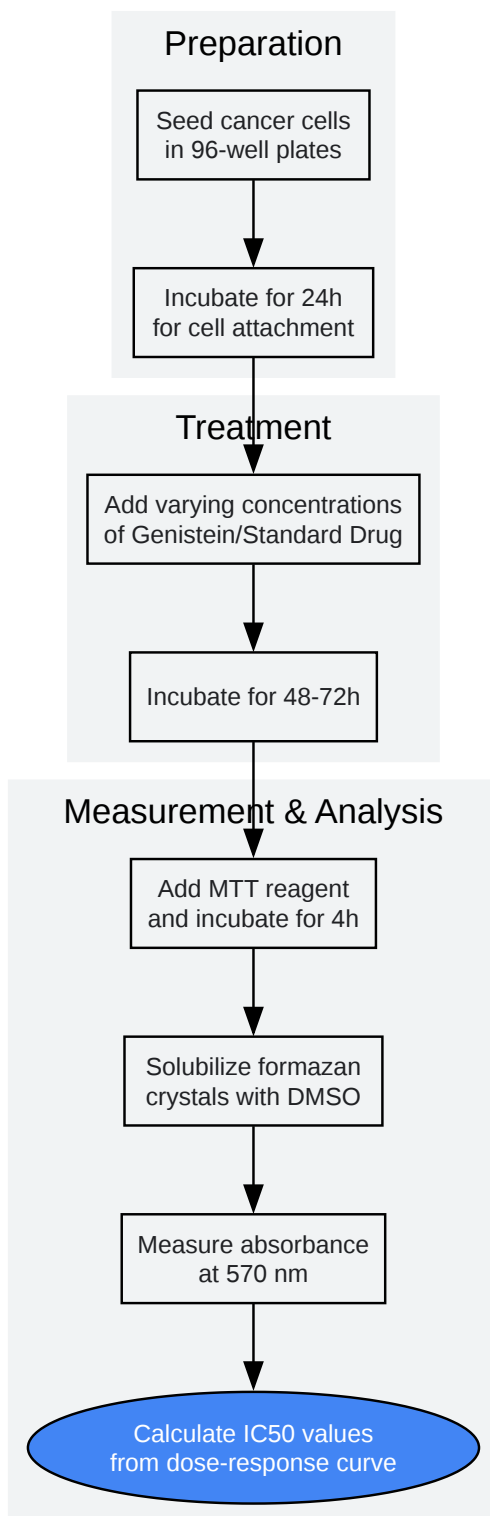 Preparation
Seed cancer cells
in 96-well plates
Incubate for 24h
for cell attachment
Treatment
Add varying concentrations
of Genistein/Standard Drug
Incubate for 48-72h
Measurement & Analysis
Add MTT reagent
and incubate for 4h
Solubilize formazan
crystals with DMSO
Measure absorbance
at 570 nm
Calculate IC50 values
from dose-response curve